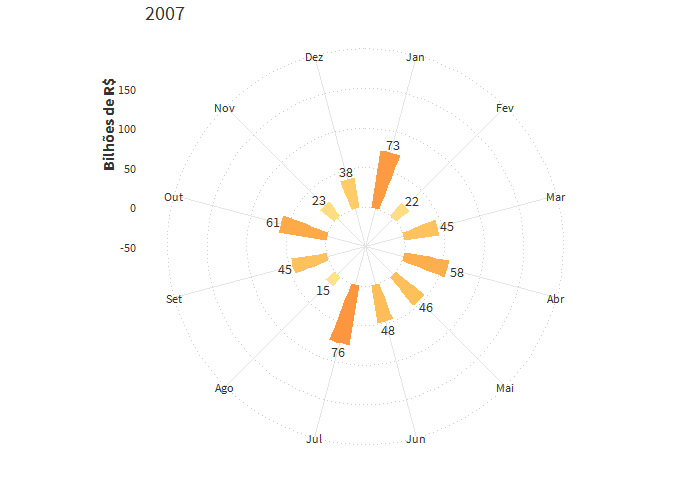 2007
Bilhões de R$
150
100
50
0
-50
Jan
Fev
Mar
Abr
Mai
Jun
Jul
Ago
Set
Out
Nov
Dez
73
22
45
58
46
48
76
15
45
61
23
38